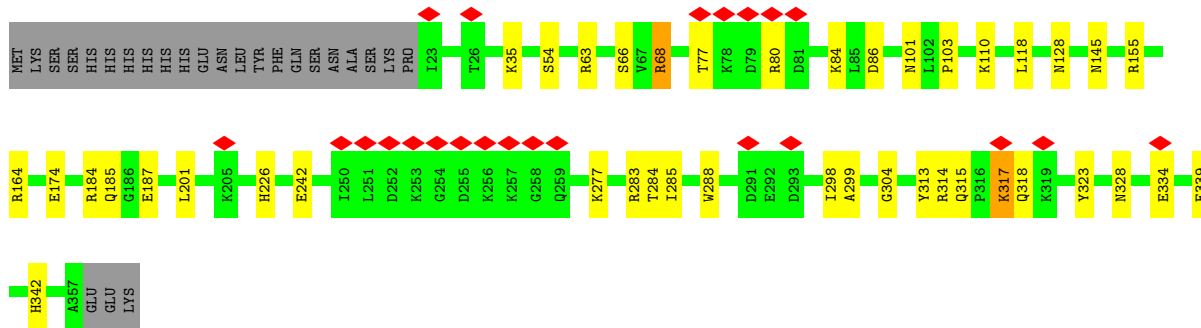 MET LYS SER SER HIS HIS HIS HIS HIS HIS GLU ASN LEU TYR PHE GLN SER ASN ALA SER LYS PRO I23 T26 K35 S54 R63 S66 V67 R68 T77 K78 D79 R80 D81 K84 L85 D86 N101 L102 P103 K110 L118 N128 N145 R155
R164 E174 R184 Q185 G186 E187 L201 K205 H226 E242 I250 L251 D252 K253 G254 D255 K256 K257 G258 Q259 K277 R283 T284 I285 W288 D291 E292 D293 I298 A299 G304 Y313 R314 Q315 P316 K317 Q318 K319 Y323 N328 E334 E339
H342 A357 GLU GLU LYS